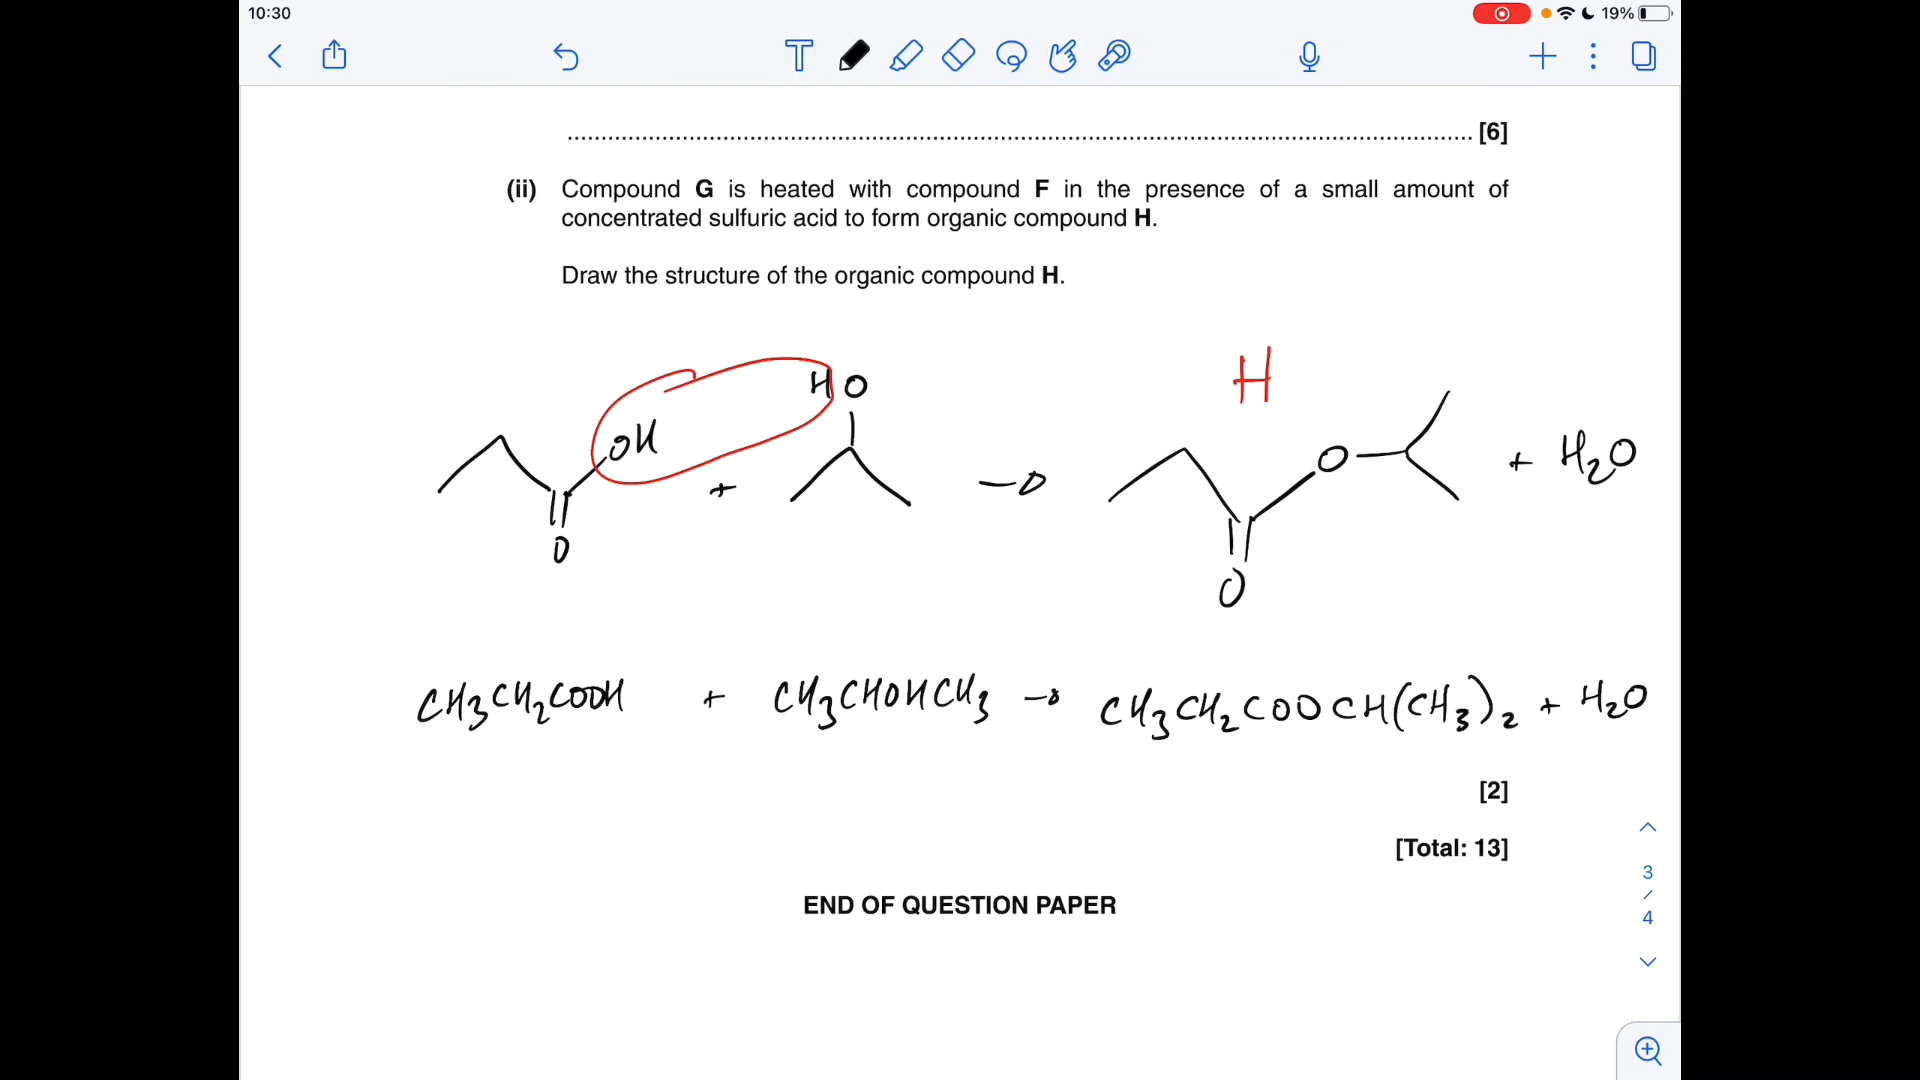 10:30
19%
T
[6]
(ii) Compound G is heated with compound F in the presence of a small amount of
concentrated sulfuric acid to form organic compound H.
Draw the structure of the organic compound H.
H
HO
OH
O
+ H₂O
+
O
O
CH₃CH₂COOH + CH₃CHOHCH₃ → CH₃CH₂COOCH(CH₃)₂ + H₂O
[2]
[Total: 13]
3
/
4
END OF QUESTION PAPER